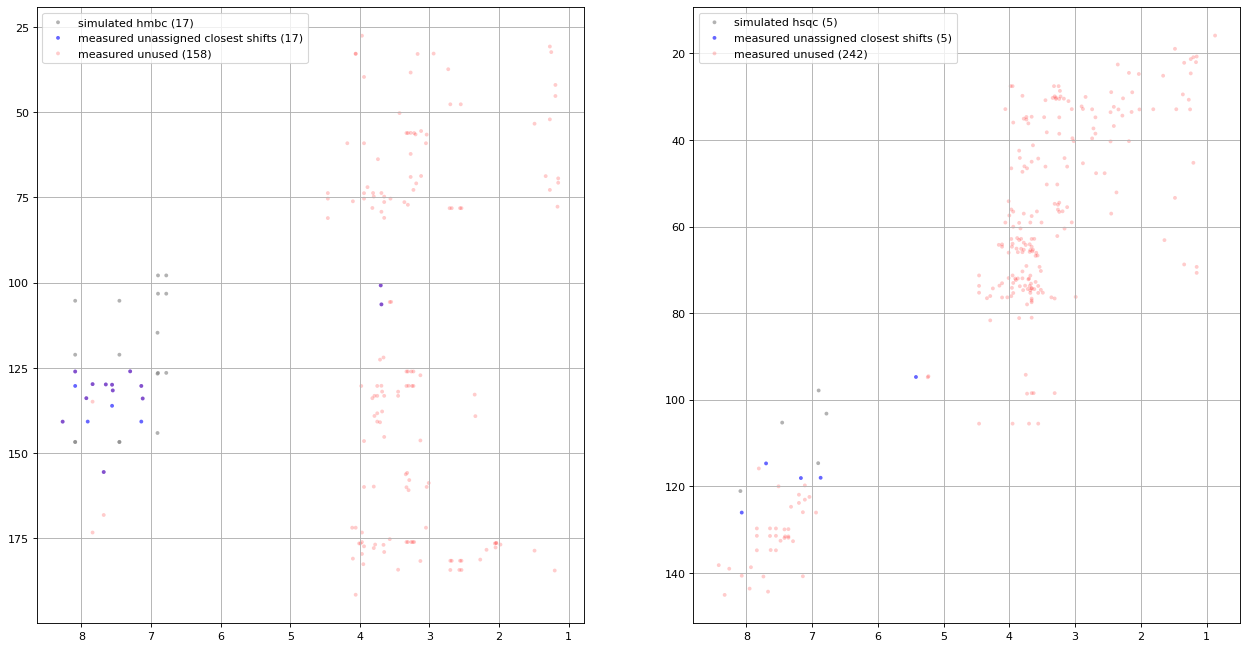 simulated hmbc (17)
measured unassigned closest shifts (17)
measured unused (158)
25
50
75
100
125
150
175
8 7 6 5 4 3 2 1
simulated hsqc (5)
measured unassigned closest shifts (5)
measured unused (242)
20
40
60
80
100
120
140
8 7 6 5 4 3 2 1